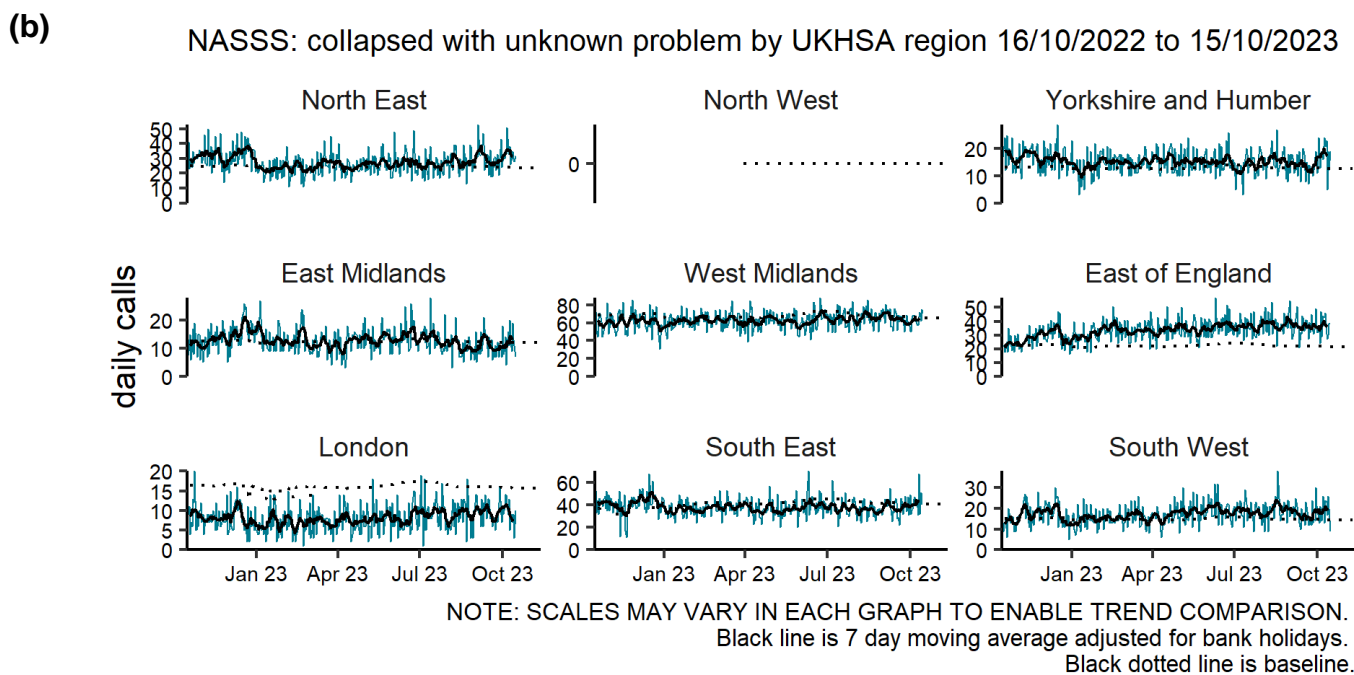 (b)
NASSS: collapsed with unknown problem by UKHSA region 16/10/2022 to 15/10/2023
North East
North West
Yorkshire and Humber
50
40
30
20
10
0
0
20
10
0
East Midlands
West Midlands
East of England
daily calls
20
10
0
80
60
40
20
0
50
40
30
20
10
0
London
South East
South West
20
15
10
5
0
60
40
20
0
30
20
10
0
Jan 23 Apr 23 Jul 23 Oct 23
Jan 23 Apr 23 Jul 23 Oct 23
Jan 23 Apr 23 Jul 23 Oct 23
NOTE: SCALES MAY VARY IN EACH GRAPH TO ENABLE TREND COMPARISON.
Black line is 7 day moving average adjusted for bank holidays.
Black dotted line is baseline.